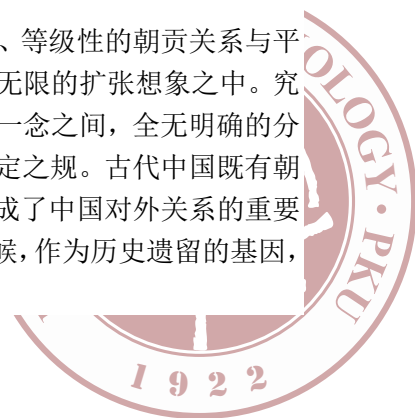 、等级性的朝贡关系与平
无限的扩张想象之中。究
一念之间，全无明确的分
定之规。古代中国既有朝
成了中国对外关系的重要
候，作为历史遗留的基因，
OLOGY · PKU
1922